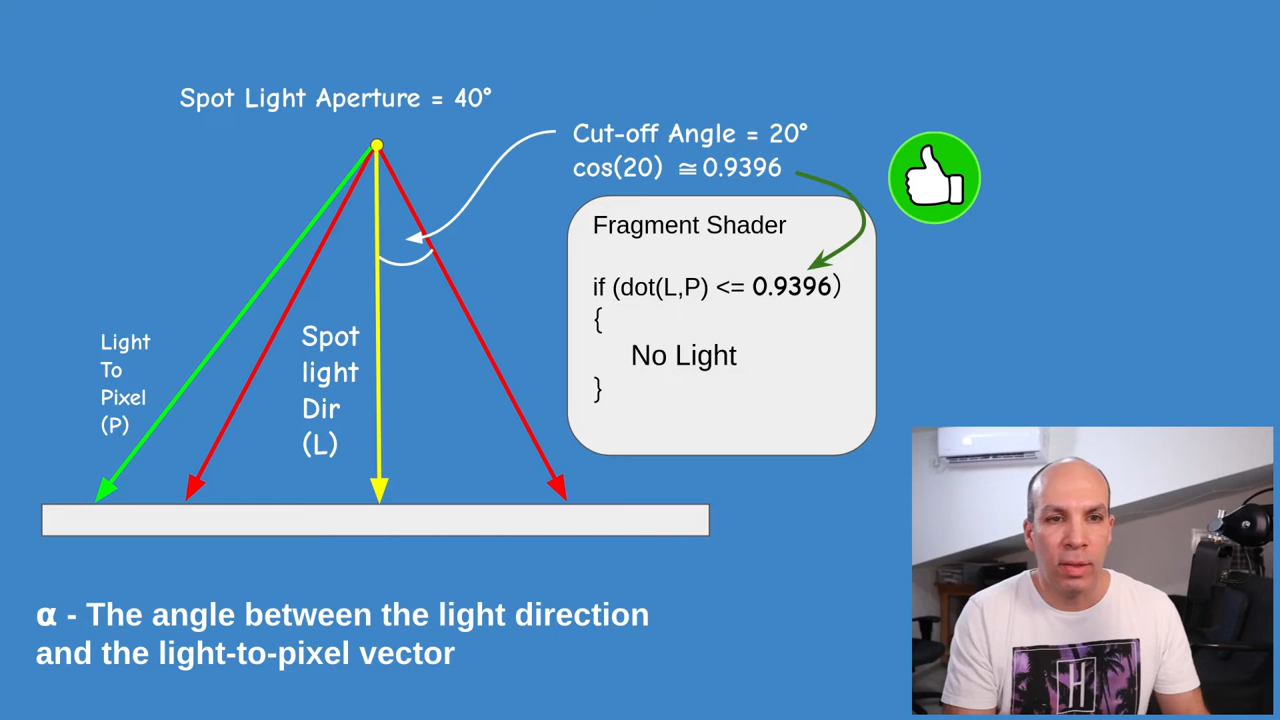 Spot Light Aperture = 40°
Cut-off Angle = 20°
cos(20) ≅ 0.9396
Fragment Shader
if (dot(L,P) <= 0.9396)
{
No Light
}
Light
To
Pixel
(P)
Spot
light
Dir
(L)
α - The angle between the light direction
and the light-to-pixel vector
H